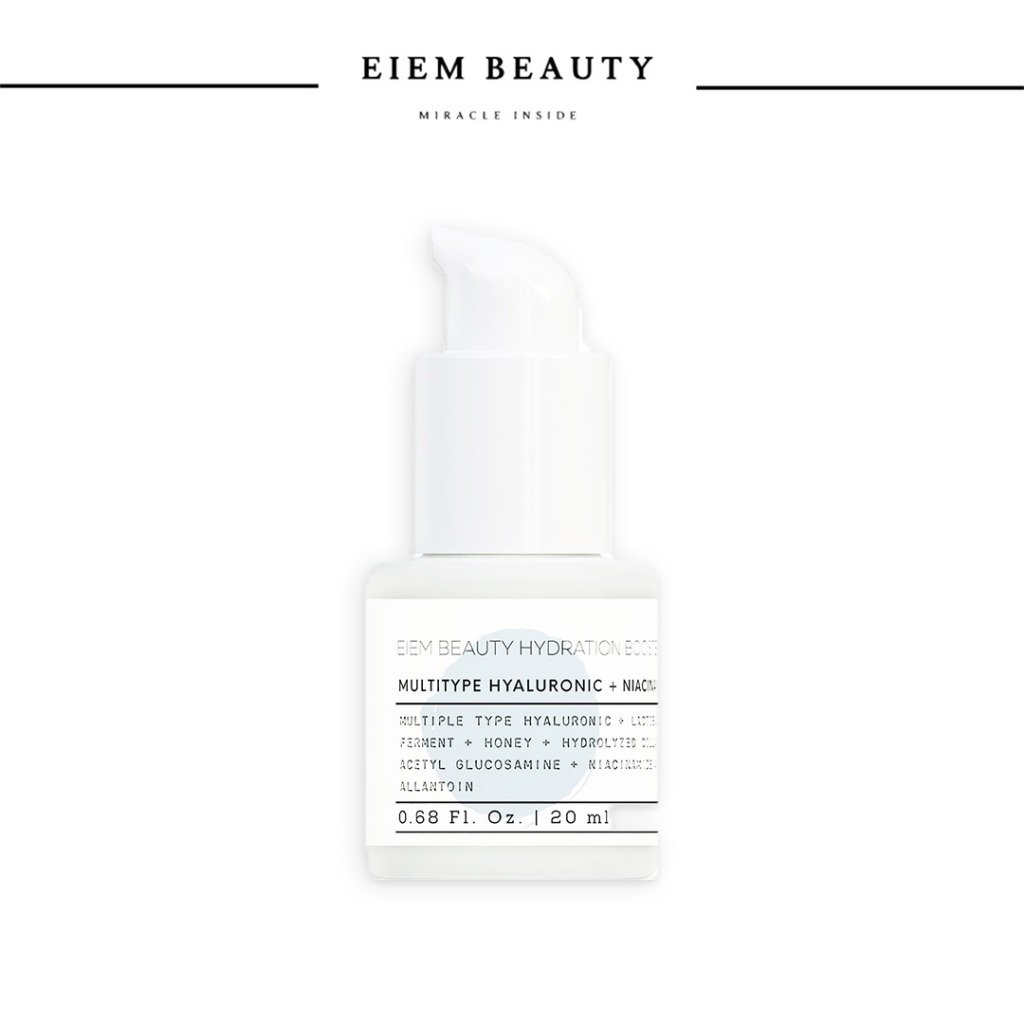 EIEM BEAUTY
MIRACLE INSIDE
EIEM BEAUTY HYDRATION
MULTITYPE HYALURONIC +
MULTIPLE TYPE HYALURONIC +
FERMENT + HONEY + HYDROLYZED
ACETYL GLUCOSAMINE +
ALLANTOIN
0.68 Fl. Oz. | 20 ml